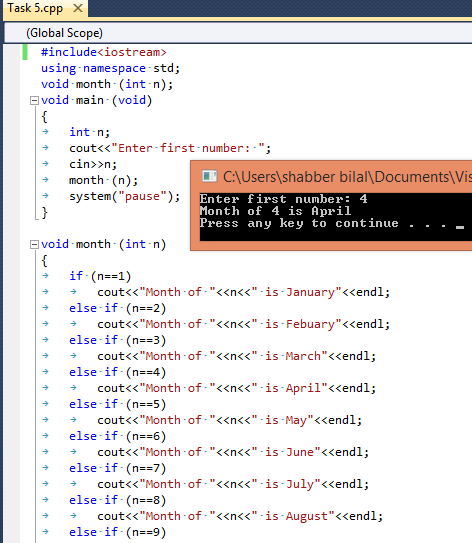 Task 5.cpp ×
(Global Scope)
#include<iostream>
using namespace std;
void month (int n);
void main (void)
{
int n;
cout<<"Enter first number: ";
cin>>n;
month (n);
system("pause");
}
C:\Users\shabber bilal\Documents\Vis
Enter first number: 4
Month of 4 is April
Press any key to continue . . . _
void month (int n)
{
if (n==1)
cout<<"Month of "<<n<<" is January"<<endl;
else if (n==2)
cout<<"Month of "<<n<<" is Febuary"<<endl;
else if (n==3)
cout<<"Month of "<<n<<" is March"<<endl;
else if (n==4)
cout<<"Month of "<<n<<" is April"<<endl;
else if (n==5)
cout<<"Month of "<<n<<" is May"<<endl;
else if (n==6)
cout<<"Month of "<<n<<" is June"<<endl;
else if (n==7)
cout<<"Month of "<<n<<" is July"<<endl;
else if (n==8)
cout<<"Month of "<<n<<" is August"<<endl;
else if (n==9)